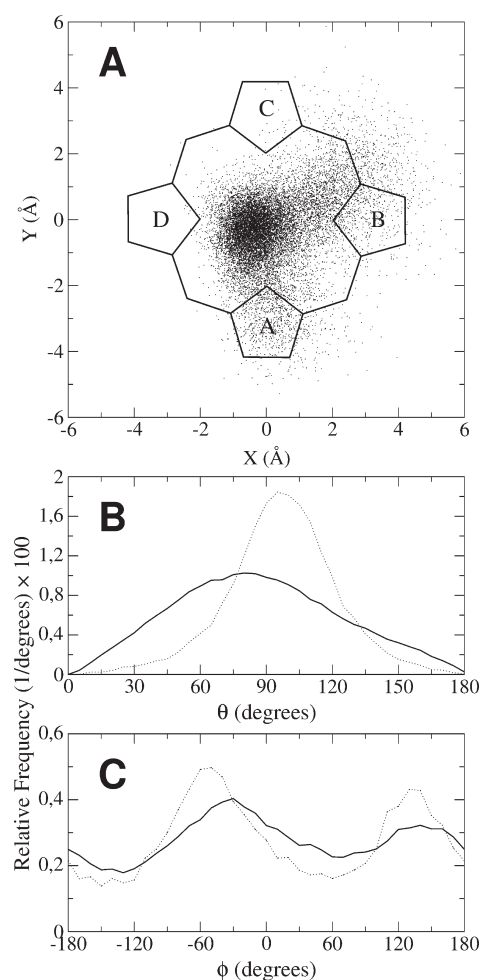 A
6
4
2
0
-2
-4
-6
Y (Å)
C
D
B
A
-6 -4 -2 0 2 4 6
X (Å)
B
2
1,6
1,2
0,8
0,4
0
0 30 60 90 120 150 180
θ (degrees)
Relative Frequency (1/degrees) × 100
C
0,6
0,4
0,2
0
-180 -120 -60 0 60 120 180
ϕ (degrees)